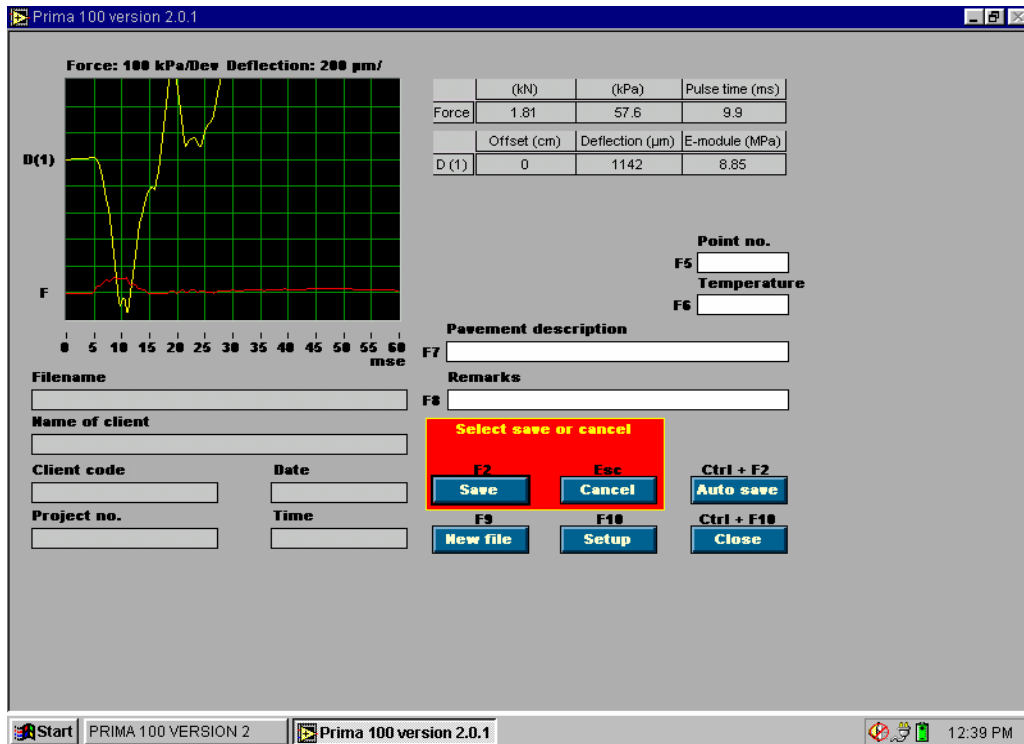 Prima 100 version 2.0.1
Force: 100 kPa/Dev Deflection: 200 µm/
D(1)
F
0 5 10 15 20 25 30 35 40 45 50 55 60
mse
(kN) (kPa) Pulse time (ms)
Force 1.81 57.6 9.9
Offset (cm) Deflection (µm) E-module (MPa)
D (1) 0 1142 8.85
Point no.
F5
Temperature
F6
Pavement description
F7
Remarks
F8
Filename
Name of client
Client code Date
Project no. Time
Select save or cancel
F2 Esc Ctrl + F2
Save Cancel Auto save
F9 F10 Ctrl + F10
New file Setup Close
Start PRIMA 100 VERSION 2 Prima 100 version 2.0.1 12:39 PM